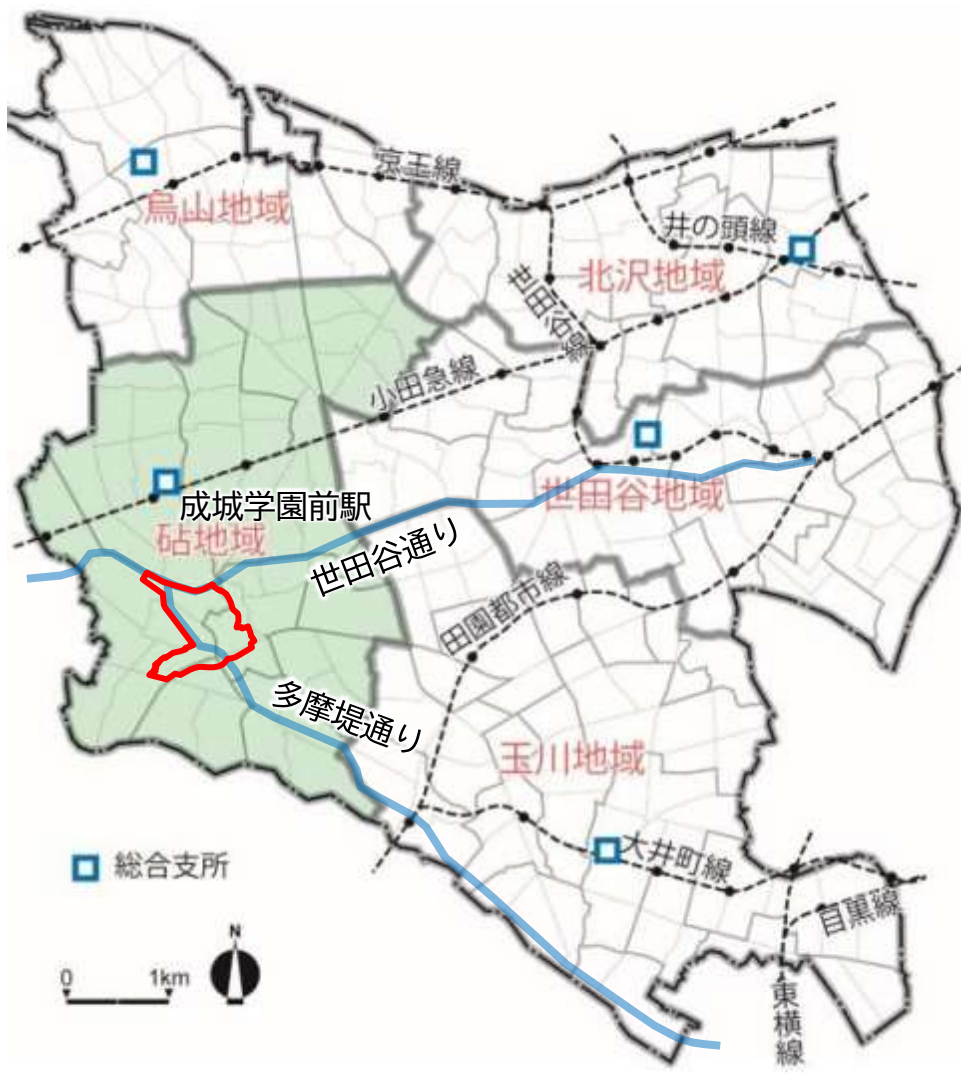 京王線
烏山地域
井の頭線
北沢地域
世田谷線
小田急線
成城学園前駅
世田谷地域
砧地域
世田谷通り
田園都市線
多摩堤通り
玉川地域
大井町線
総合支所
目黒線
N
0 1km
東横線